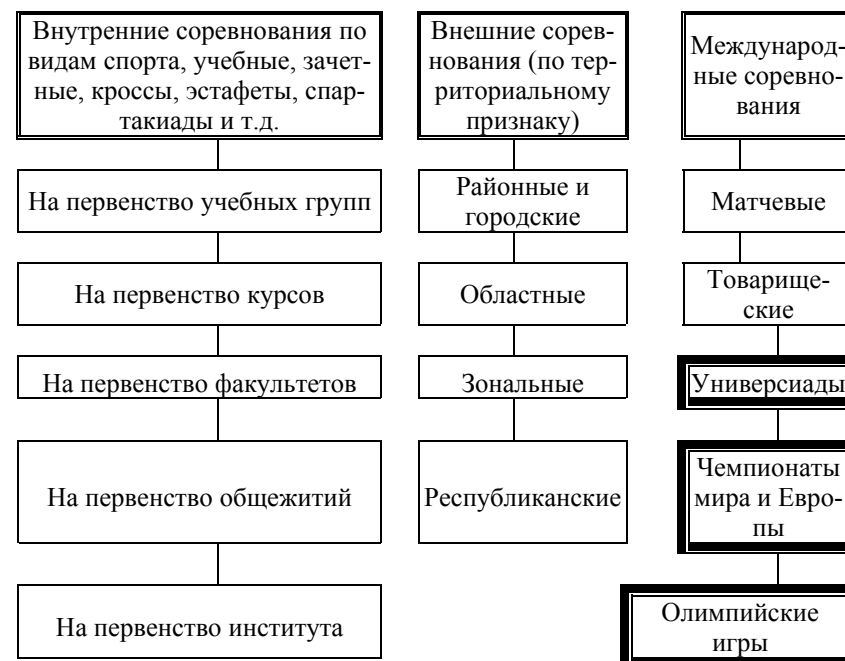 Внутренние соревнования по
видам спорта, учебные, зачет-
ные, кроссы, эстафеты, спар-
такиады и т.д.
На первенство учебных групп
На первенство курсов
На первенство факультетов
На первенство общежитий
На первенство института
Внешние сорев-
нования (по тер-
риториальному
признаку)
Районные и
городские
Областные
Зональные
Республиканские
Международ-
ные соревно-
вания
Матчевые
Товарище-
ские
Универсиады
Чемпионаты
мира и Евро-
пы
Олимпийские
игры